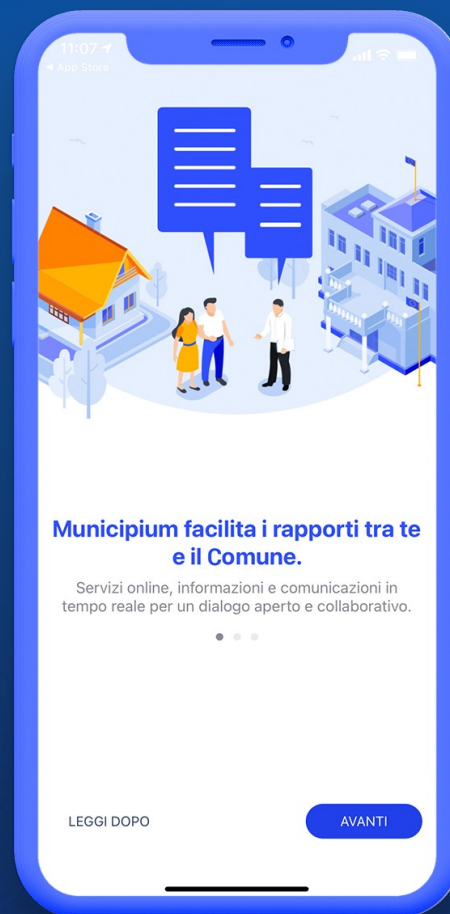 11:07
App Store
Municipium facilita i rapporti tra te
e il Comune.
Servizi online, informazioni e comunicazioni in
tempo reale per un dialogo aperto e collaborativo.
LEGGI DOPO
AVANTI